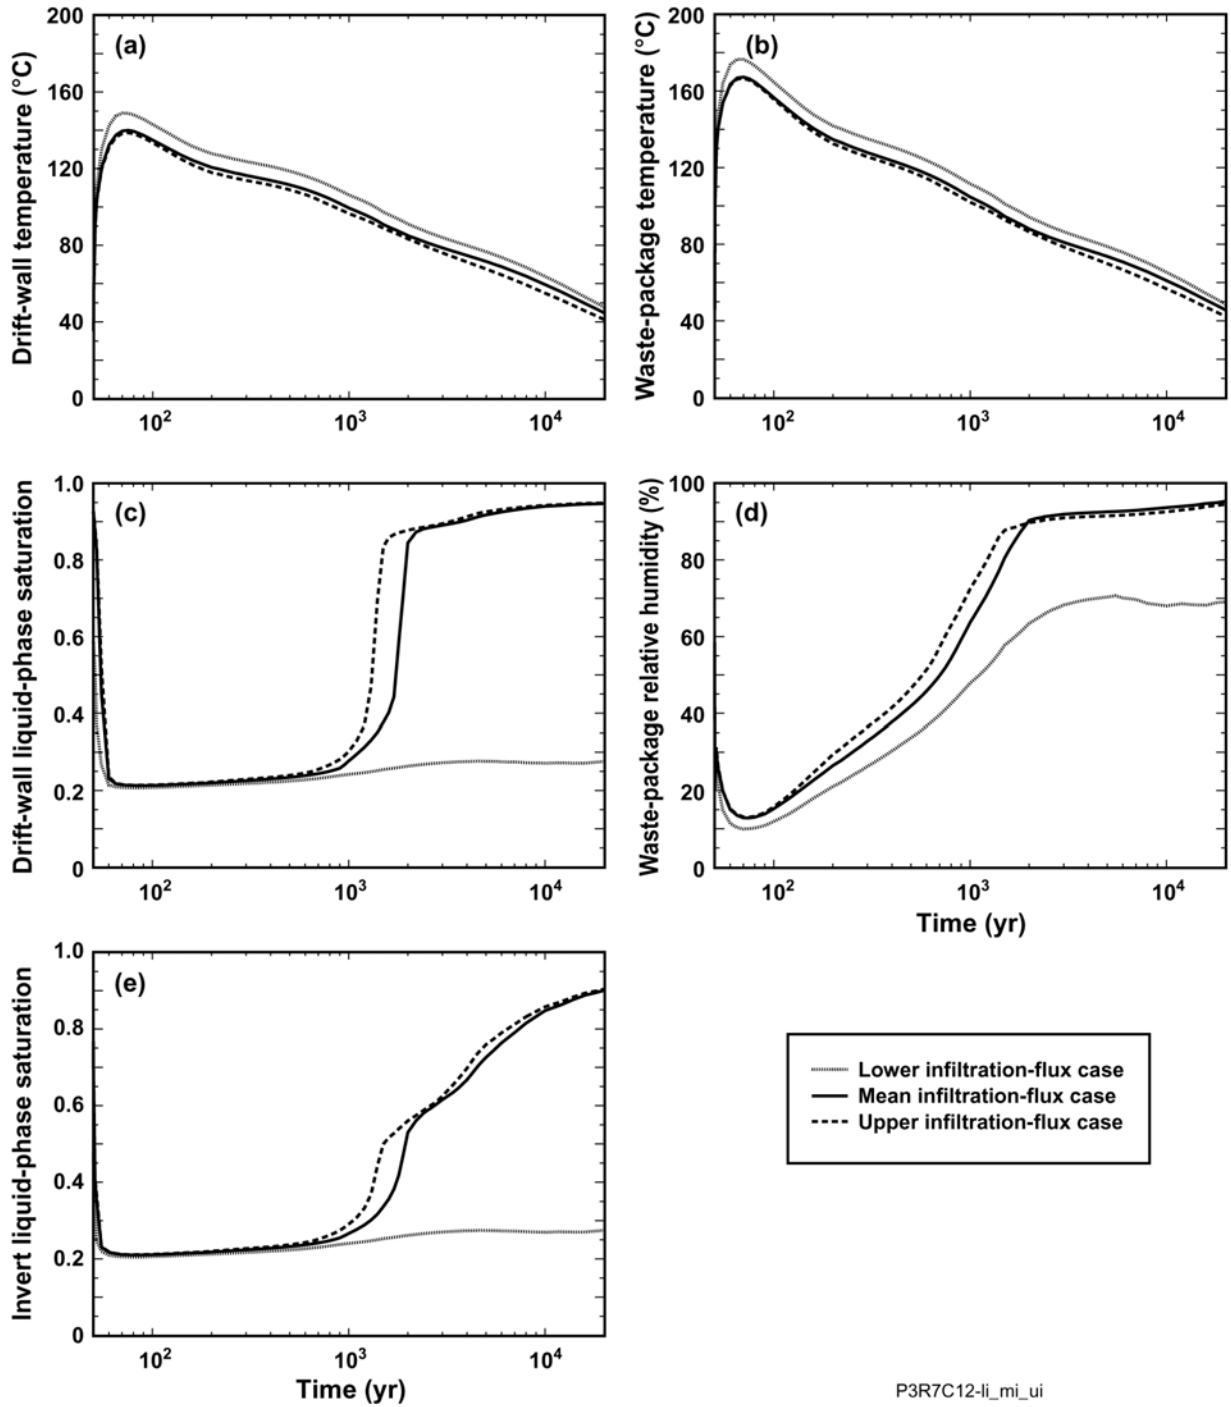 (a)
200
160
120
80
40
0
10²
10³
10⁴
Drift-wall temperature (°C)
(b)
200
160
120
80
40
0
10²
10³
10⁴
Waste-package temperature (°C)
(c)
1.0
0.8
0.6
0.4
0.2
0
10²
10³
10⁴
Drift-wall liquid-phase saturation
(d)
100
80
60
40
20
0
10²
10³
10⁴
Waste-package relative humidity (%)
Time (yr)
(e)
1.0
0.8
0.6
0.4
0.2
0
10²
10³
10⁴
Invert liquid-phase saturation
Time (yr)
Lower infiltration-flux case
Mean infiltration-flux case
Upper infiltration-flux case
P3R7C12-li_mi_ui